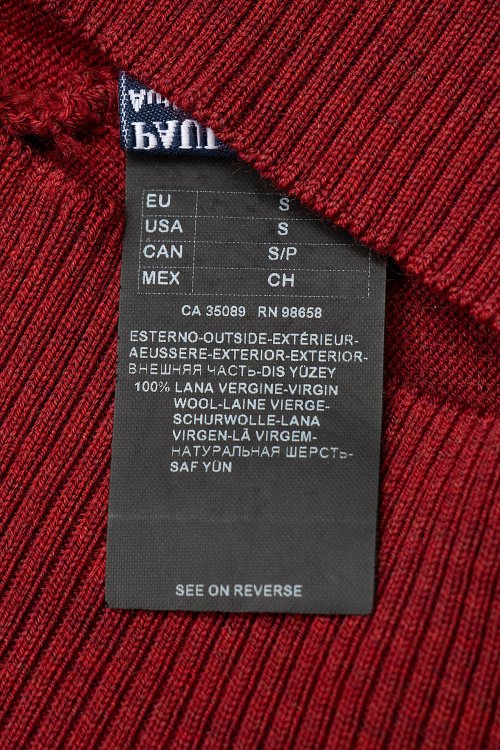 PAUL
EU S
USA S
CAN S/P
MEX CH
CA 35089 RN 98658
ESTERNO-OUTSIDE-EXTÉRIEUR-
AEUSSERE-EXTERIOR-EXTERIOR-
ВНЕШНЯЯ ЧАСТЬ-DIS YÜZEY
100% LANA VERGINE-VIRGIN
WOOL-LAINE VIERGE-
SCHURWOLLE-LANA
VIRGEN-LÃ VIRGEM-
НАТУРАЛЬНАЯ ШЕРСТЬ-
SAF YÜN
SEE ON REVERSE